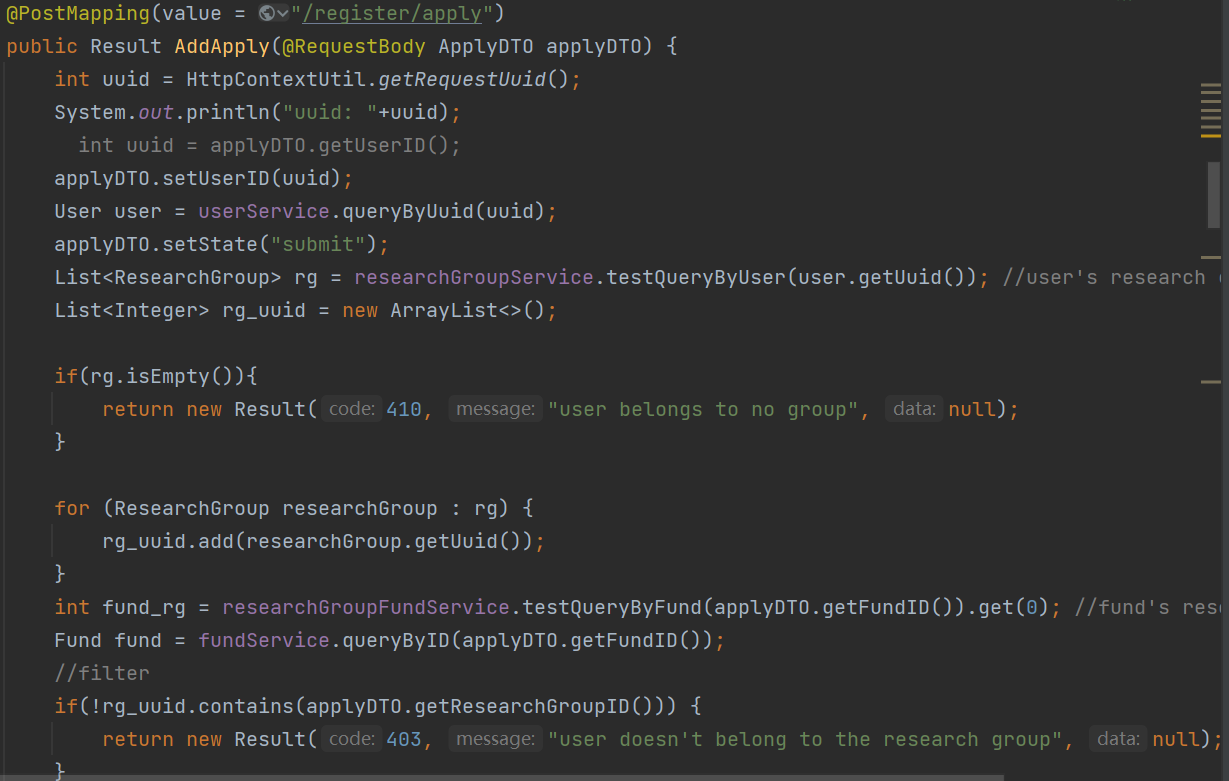 @PostMapping(value = "/register/apply")
public Result AddApply(@RequestBody ApplyDTO applyDTO) {
int uuid = HttpContextUtil.getRequestUuid();
System.out.println("uuid: "+uuid);
int uuid = applyDTO.getUserID();
applyDTO.setUserID(uuid);
User user = userService.queryByUuid(uuid);
applyDTO.setState("submit");
List<ResearchGroup> rg = researchGroupService.testQueryByUser(user.getUuid()); //user's research
List<Integer> rg_uuid = new ArrayList<>();
if(rg.isEmpty()){
return new Result( code: 410, message: "user belongs to no group", data: null);
}
for (ResearchGroup researchGroup : rg) {
rg_uuid.add(researchGroup.getUuid());
}
int fund_rg = researchGroupFundService.testQueryByFund(applyDTO.getFundID()).get(0); //fund's
Fund fund = fundService.queryByID(applyDTO.getFundID());
//filter
if(!rg_uuid.contains(applyDTO.getResearchGroupID())) {
return new Result( code: 403, message: "user doesn't belong to the research group", data: null);
}